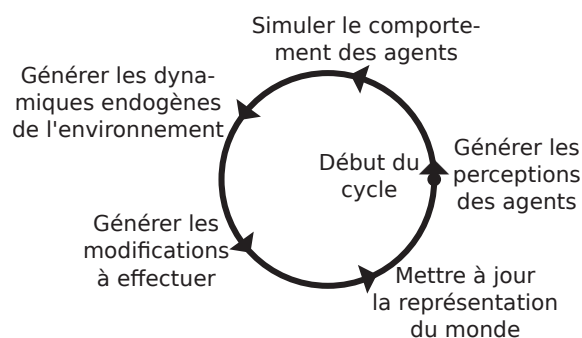 Simuler le comporte-
ment des agents
Générer les dyna-
miques endogènes
de l'environnement
Début du
cycle
Générer les
perceptions
des agents
Générer les
modifications
à effectuer
Mettre à jour
la représentation
du monde